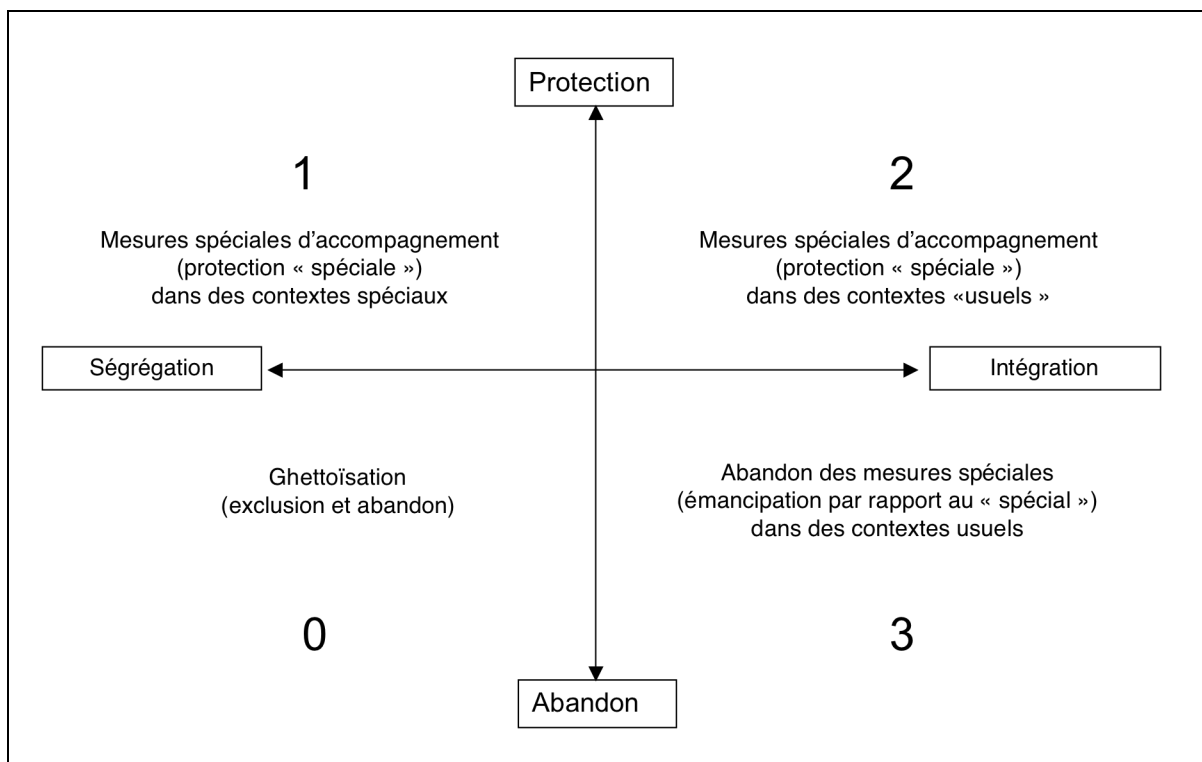 Protection
1
2
Mesures spéciales d'accompagnement
(protection « spéciale »)
dans des contextes spéciaux
Mesures spéciales d'accompagnement
(protection « spéciale »)
dans des contextes «usuels »
Ségrégation
Intégration
Ghettoïsation
(exclusion et abandon)
Abandon des mesures spéciales
(émancipation par rapport au « spécial »)
dans des contextes usuels
0
3
Abandon